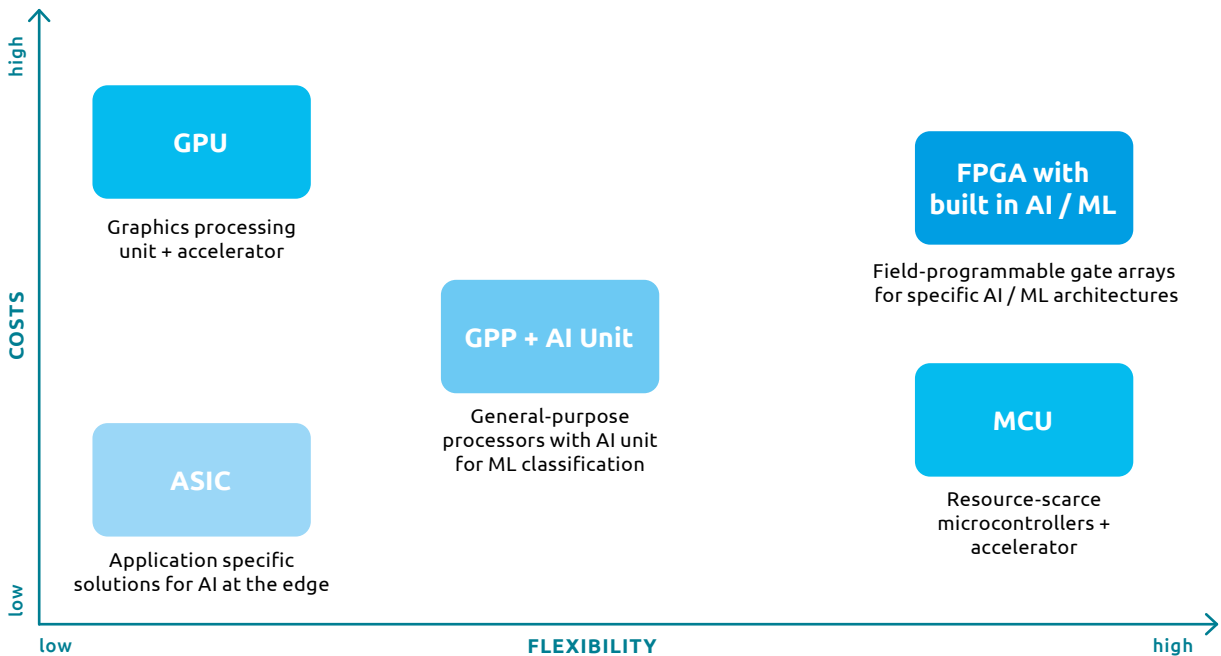 high
GPU
Graphics processing
unit + accelerator
FPGA with
built in AI / ML
Field-programmable gate arrays
for specific AI / ML architectures
COSTS
GPP + AI Unit
General-purpose
processors with AI unit
for ML classification
MCU
Resource-scarce
microcontrollers +
accelerator
ASIC
Application specific
solutions for AI at the edge
low
low
FLEXIBILITY
high